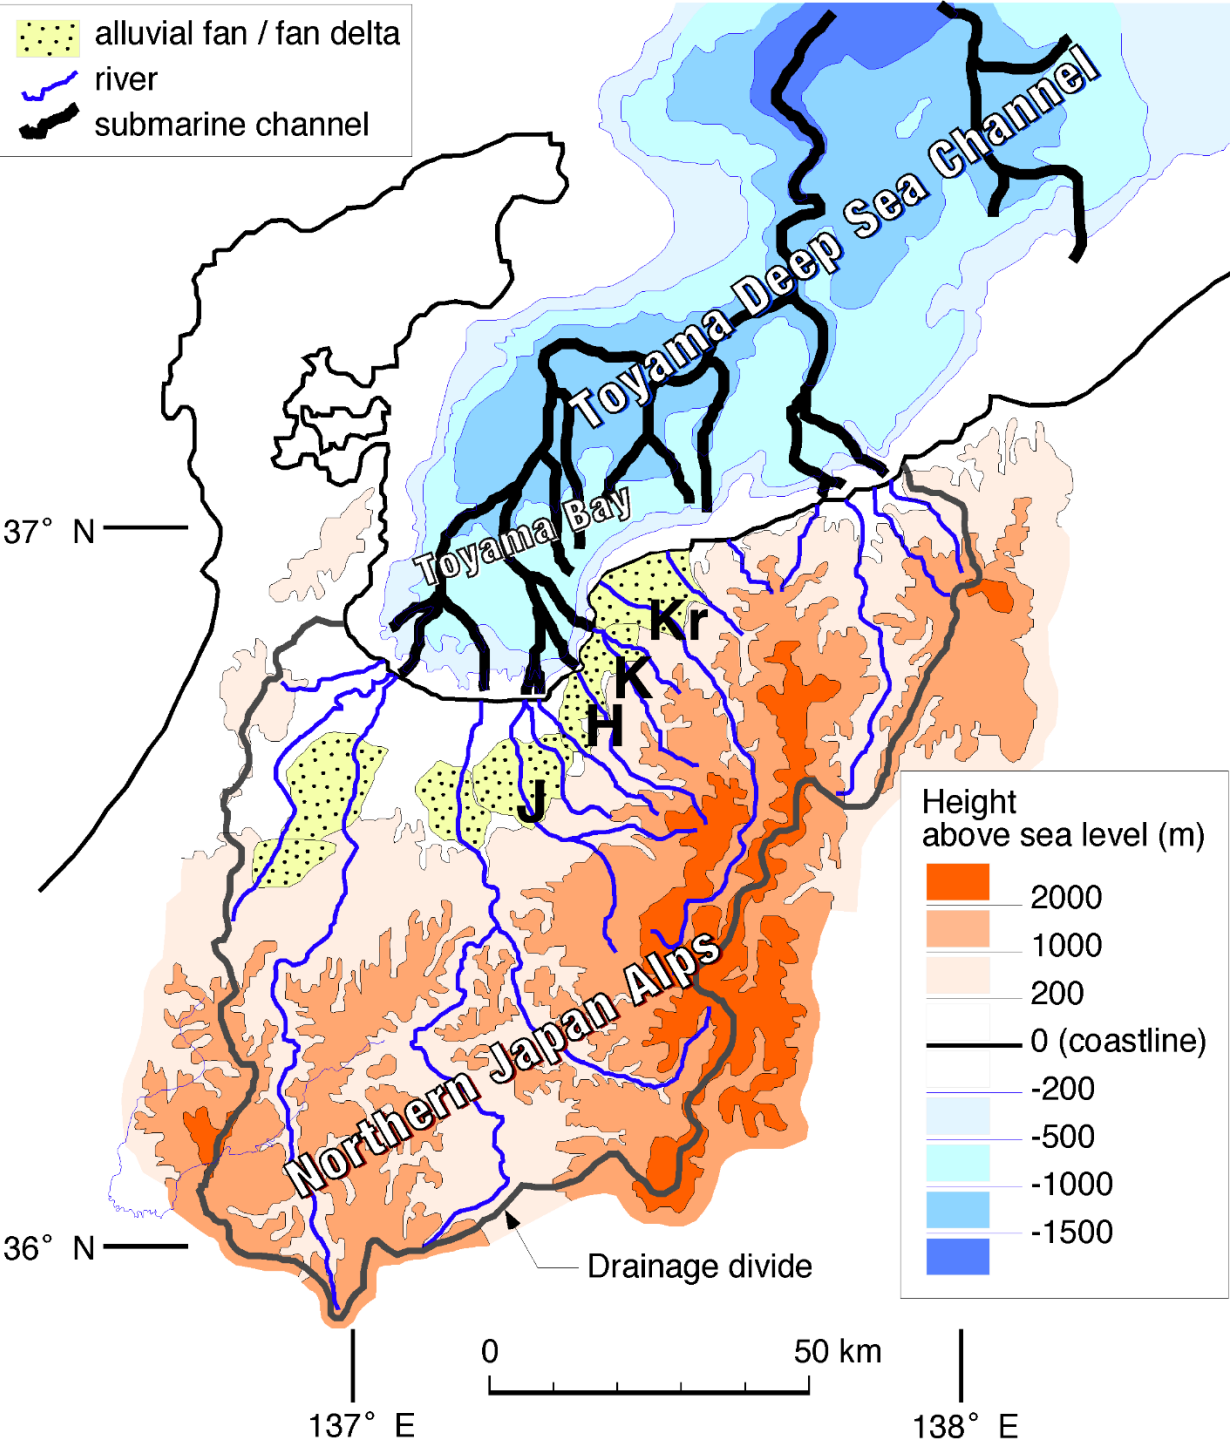 alluvial fan / fan delta
river
submarine channel
Toyama Deep Sea Channel
Toyama Bay
37° N
Kr
K
H
J
Northern Japan Alps
Height
above sea level (m)
2000
1000
200
0 (coastline)
-200
-500
-1000
-1500
36° N
Drainage divide
0 50 km
137° E
138° E